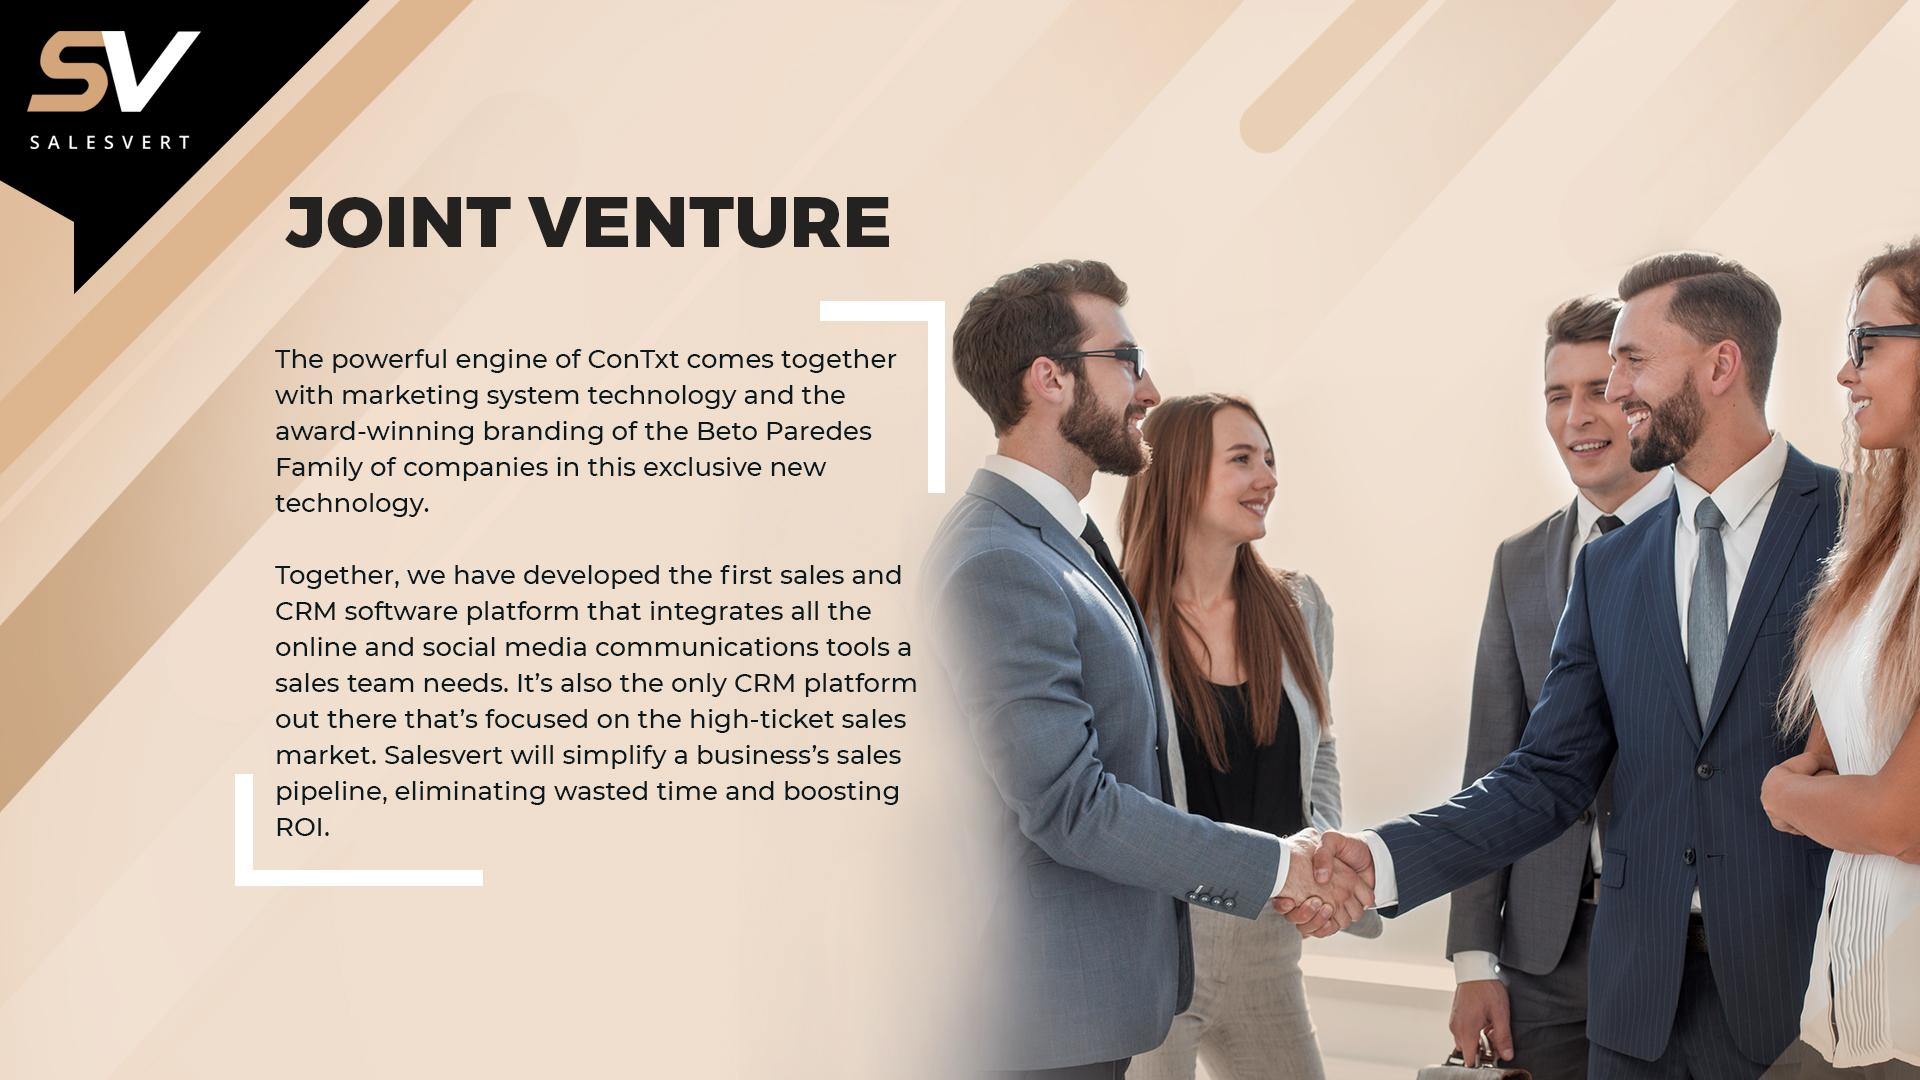 SV
SALESVERT
JOINT VENTURE
The powerful engine of ConTxt comes together
with marketing system technology and the
award-winning branding of the Beto Paredes
Family of companies in this exclusive new
technology.
Together, we have developed the first sales and
CRM software platform that integrates all the
online and social media communications tools a
sales team needs. It’s also the only CRM platform
out there that’s focused on the high-ticket sales
market. Salesvert will simplify a business’s sales
pipeline, eliminating wasted time and boosting
ROI.